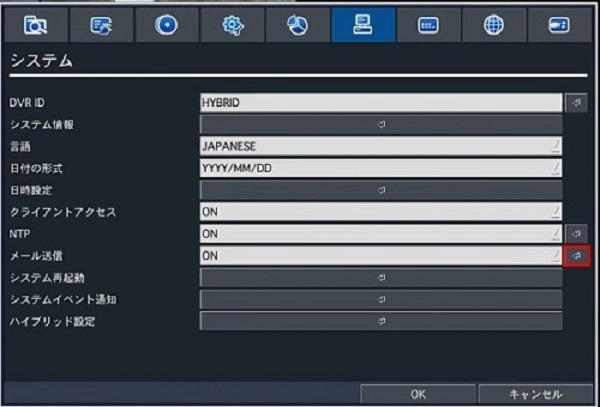 システム
DVR ID HYBRID
システム情報
言語 JAPANESE
日付の形式 YYYY/MM/DD
日時設定
クライアントアクセス ON
NTP ON
メール送信 ON
システム再起動
システムイベント通知
ハイブリッド設定
OK キャンセル